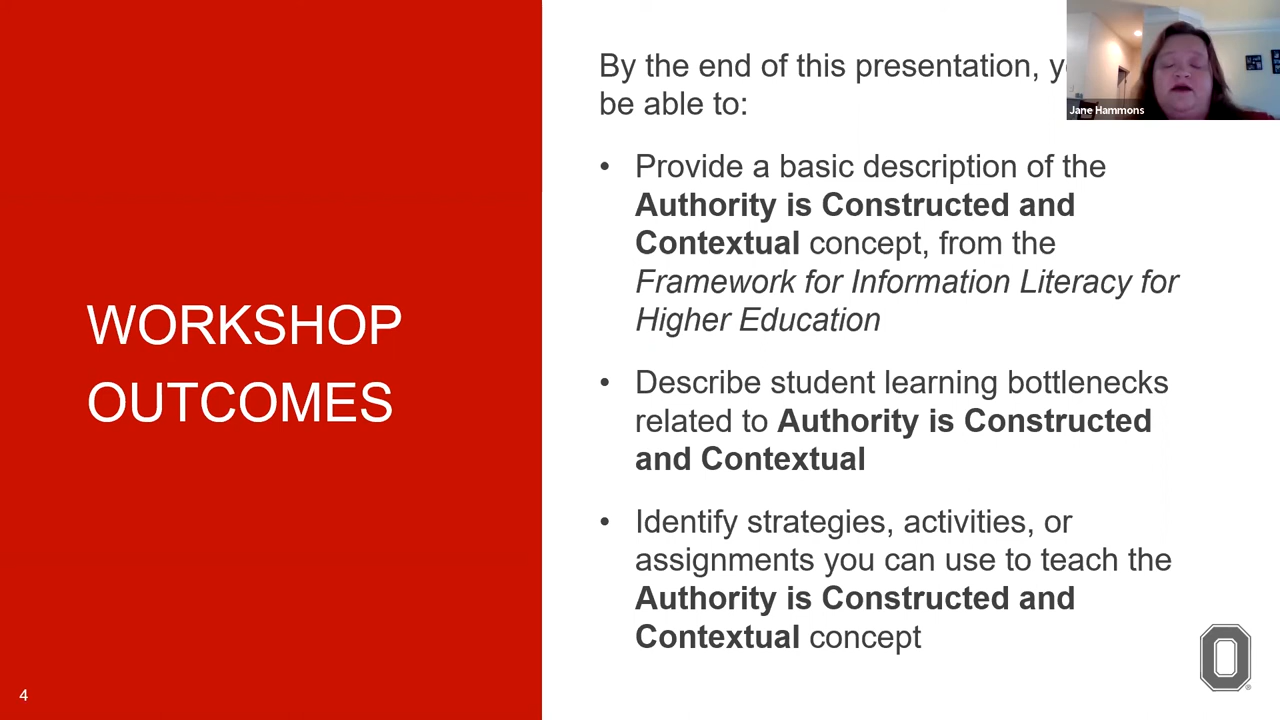 WORKSHOP
OUTCOMES
4
By the end of this presentation,
be able to:
• Provide a basic description of the
Authority is Constructed and
Contextual concept, from the
Framework for Information Literacy for
Higher Education
• Describe student learning bottlenecks
related to Authority is Constructed
and Contextual
• Identify strategies, activities, or
assignments you can use to teach the
Authority is Constructed and
Contextual concept
Jane Hammons